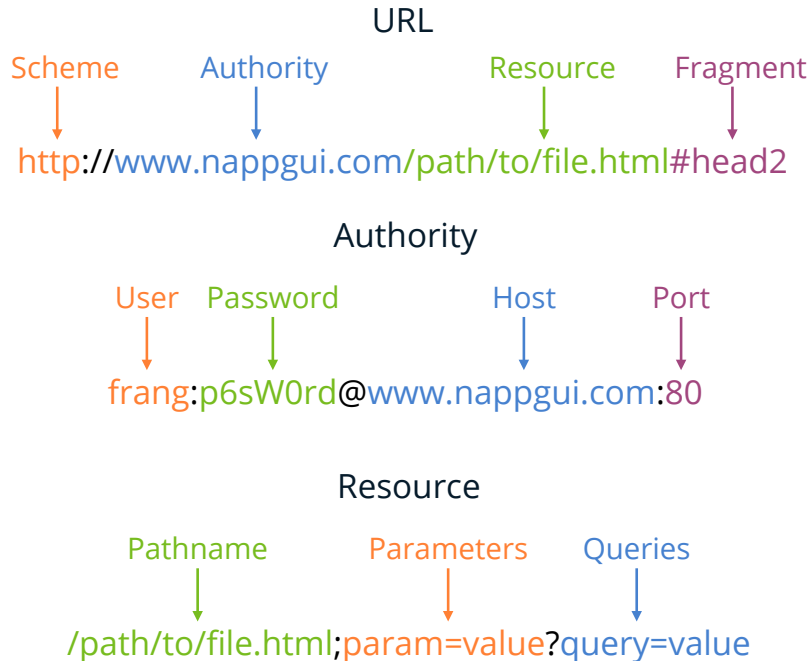 URL
Scheme Authority Resource Fragment
http://www.nappgui.com/path/to/file.html#head2
Authority
User Password Host Port
frang:p6sW0rd@www.nappgui.com:80
Resource
Pathname Parameters Queries
/path/to/file.html;param=value?query=value